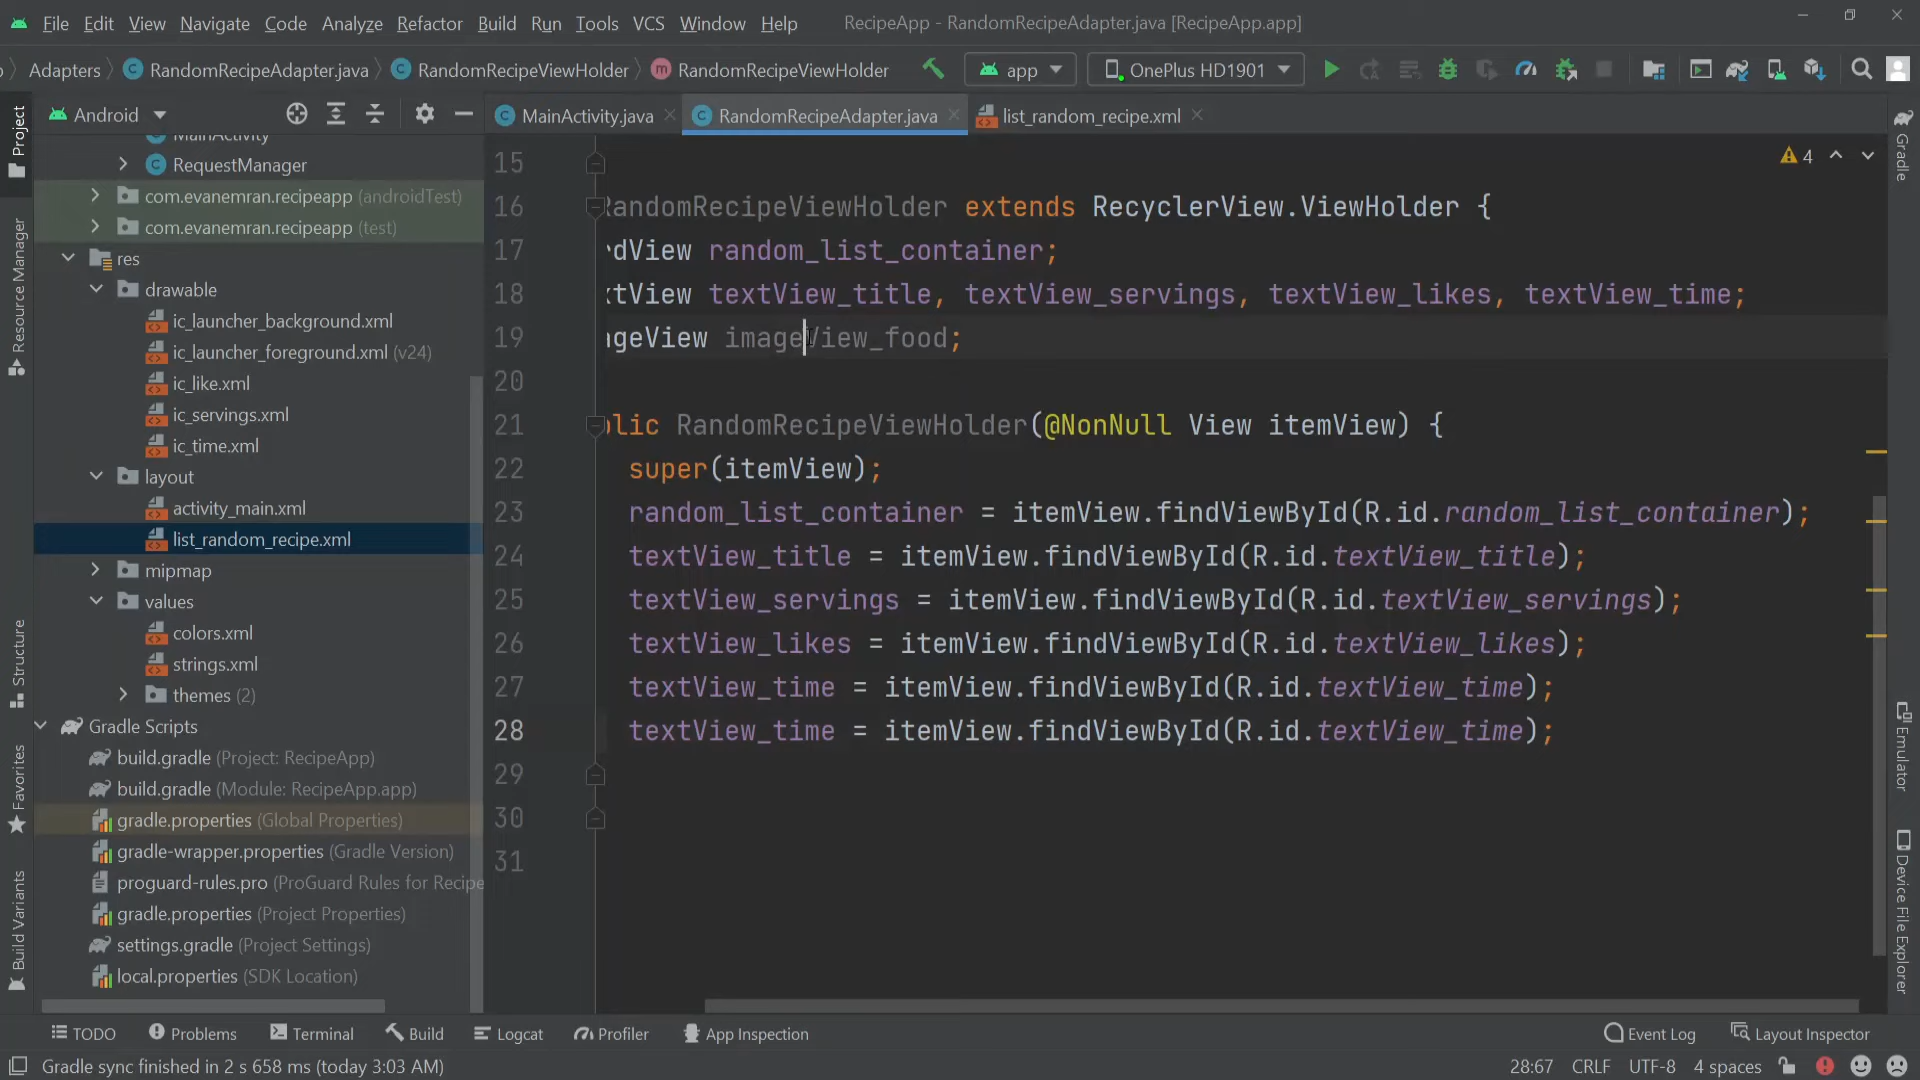 File Edit View Navigate Code Analyze Refactor Build Run Tools VCS Window Help RecipeApp - RandomRecipeAdapter.java [RecipeApp.app]
Adapters RandomRecipeAdapter.java RandomRecipeViewHolder RandomRecipeViewHolder app OnePlus HD1901
Android
MainActivity.java RandomRecipeAdapter.java list_random_recipe.xml
Project
Resource Manager
Structure
Favorites
Build Variants
MainActivity
RequestManager
com.evanemran.recipeapp (androidTest)
com.evanemran.recipeapp (test)
res
drawable
ic_launcher_background.xml
ic_launcher_foreground.xml (v24)
ic_like.xml
ic_servings.xml
ic_time.xml
layout
activity_main.xml
list_random_recipe.xml
mipmap
values
colors.xml
strings.xml
themes (2)
Gradle Scripts
build.gradle (Project: RecipeApp)
build.gradle (Module: RecipeApp.app)
gradle.properties (Global Properties)
gradle-wrapper.properties (Gradle Version)
proguard-rules.pro (ProGuard Rules for Recipe
gradle.properties (Project Properties)
settings.gradle (Project Settings)
local.properties (SDK Location)
15
16 RandomRecipeViewHolder extends RecyclerView.ViewHolder {
17 rdView random_list_container;
18 xtView textView_title, textView_servings, textView_likes, textView_time;
19 ageView imageView_food;
20
21 blic RandomRecipeViewHolder(@NonNull View itemView) {
22 super(itemView);
23 random_list_container = itemView.findViewById(R.id.random_list_container);
24 textView_title = itemView.findViewById(R.id.textView_title);
25 textView_servings = itemView.findViewById(R.id.textView_servings);
26 textView_likes = itemView.findViewById(R.id.textView_likes);
27 textView_time = itemView.findViewById(R.id.textView_time);
28 textView_time = itemView.findViewById(R.id.textView_time);
29
30
31
4
Gradle
Emulator
Device File Explorer
TODO Problems Terminal Build Logcat Profiler App Inspection Event Log Layout Inspector
Gradle sync finished in 2 s 658 ms (today 3:03 AM) 28:67 CRLF UTF-8 4 spaces